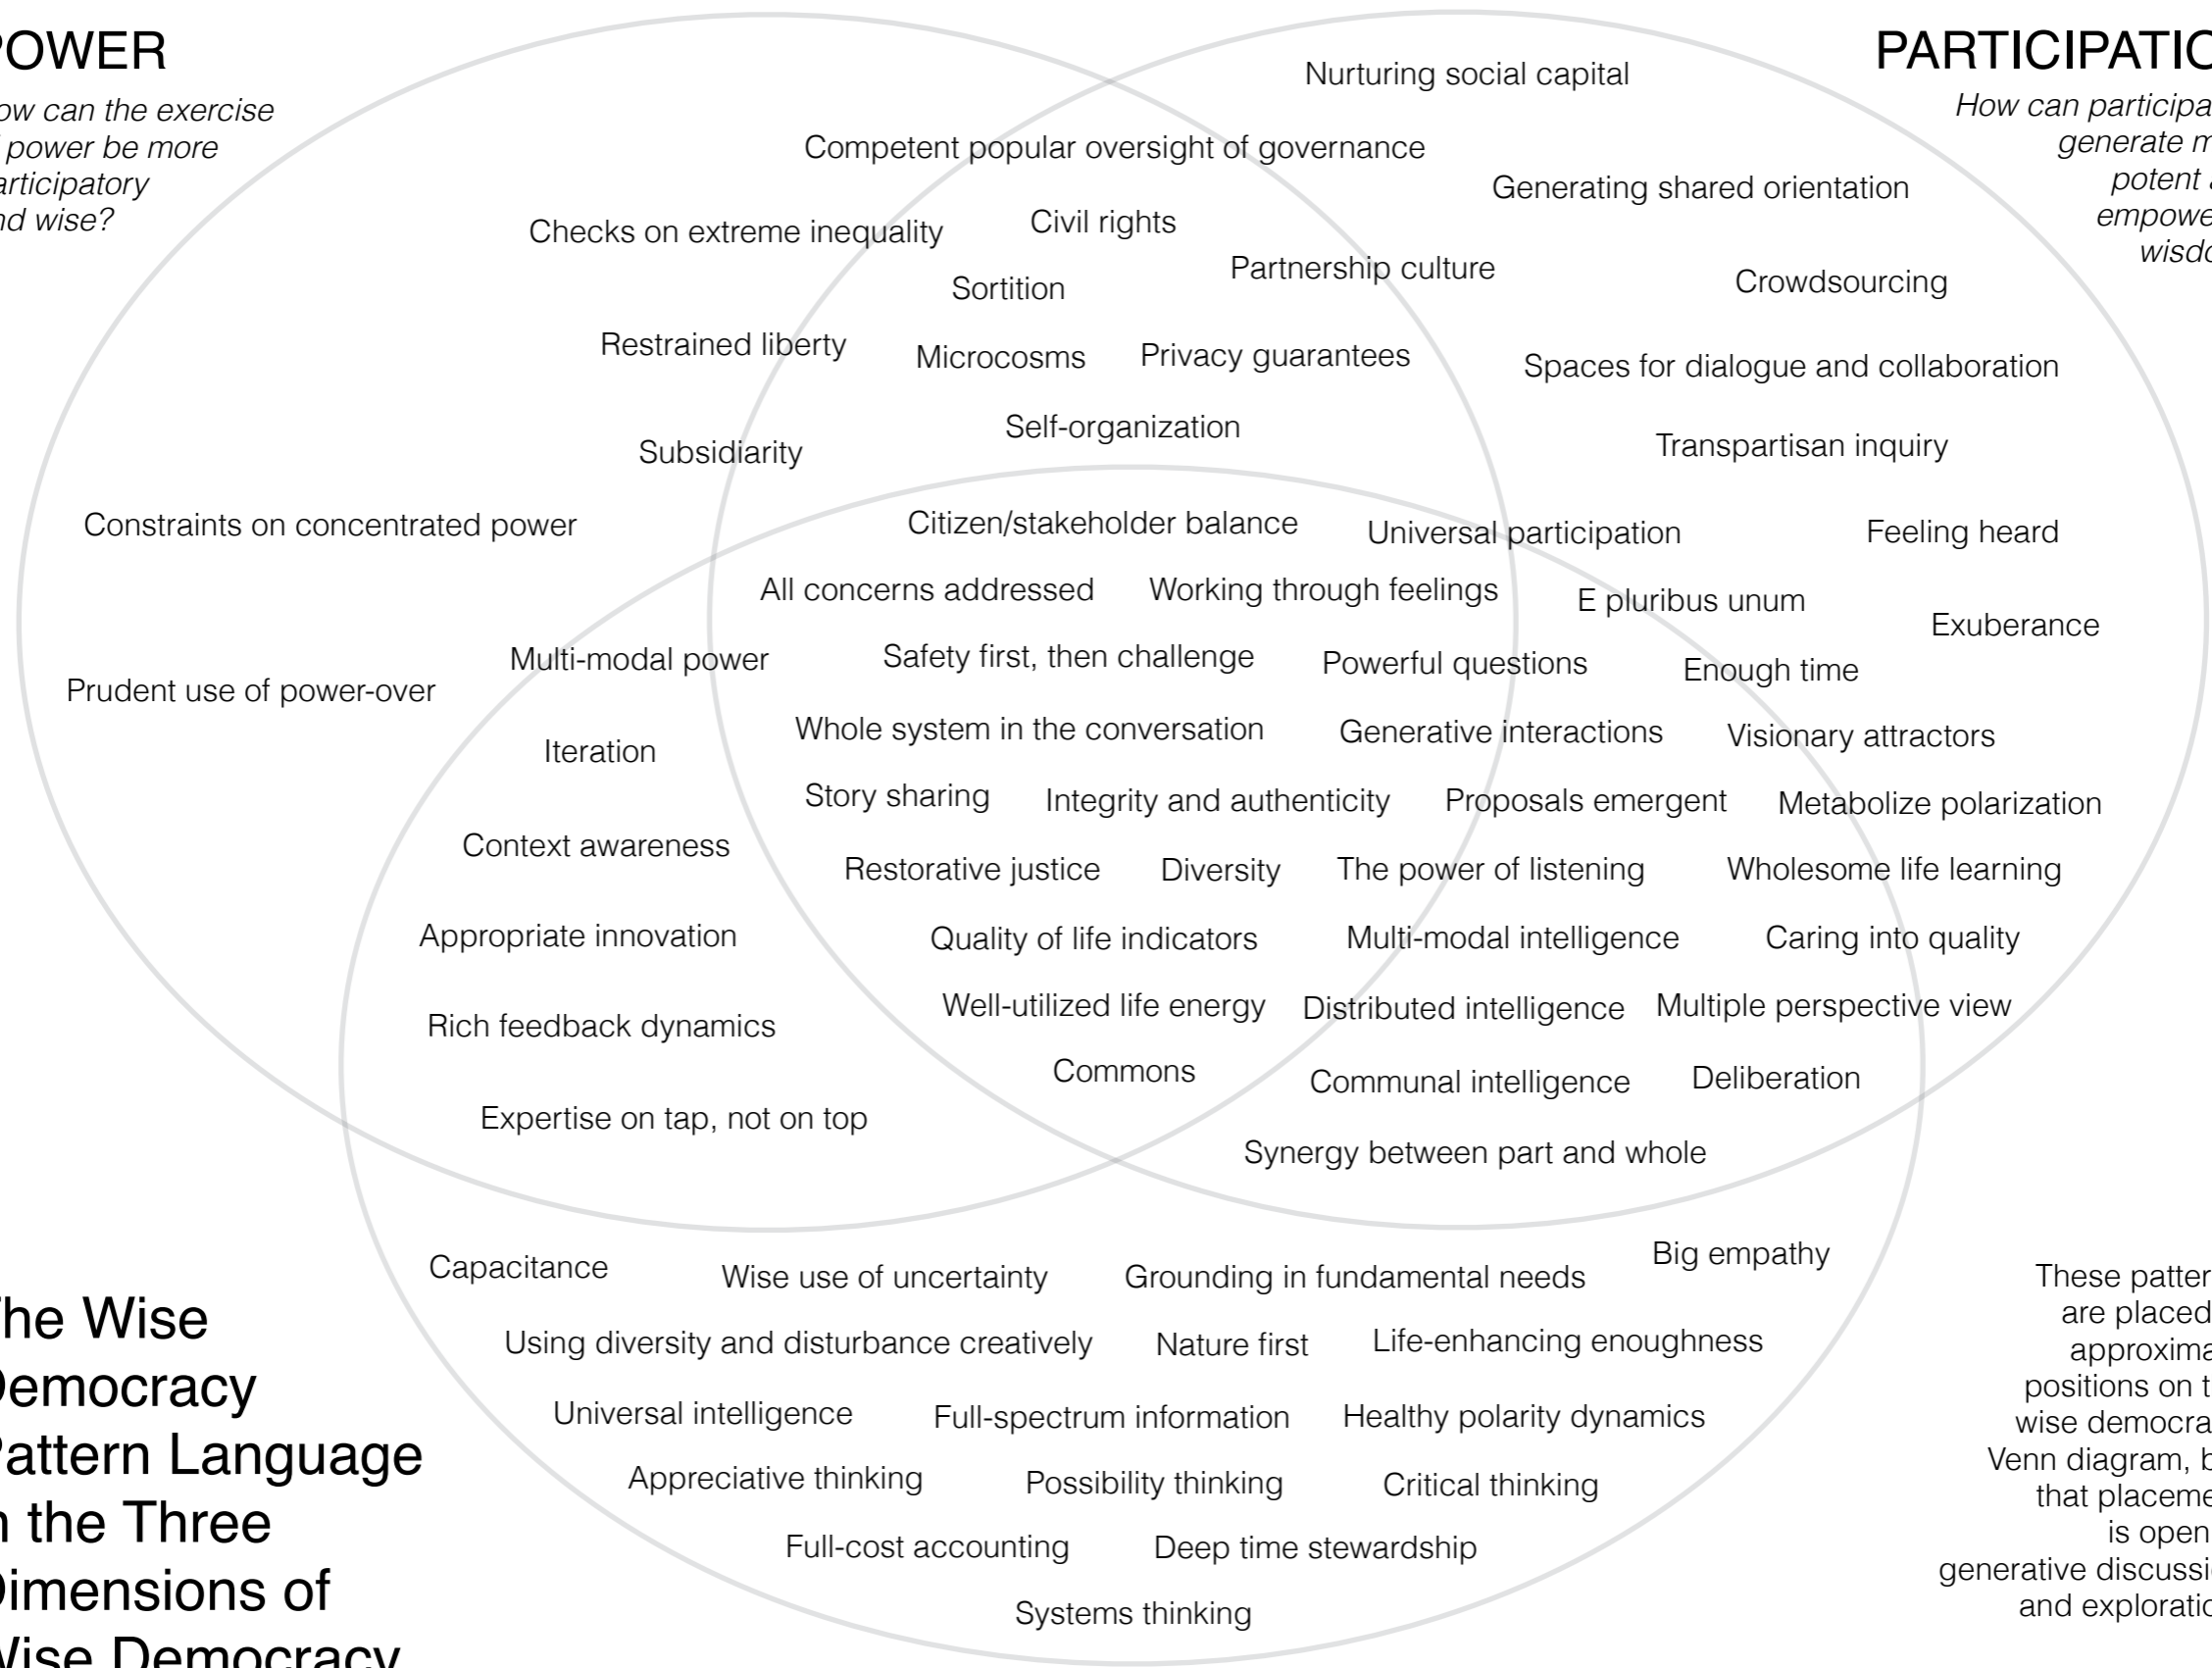 POWER
ow can the exercise
power be more
articipatory
nd wise?
PARTICIPATIO
How can participa
generate m
potent a
empowe
wisdo
Nurturing social capital
Competent popular oversight of governance
Generating shared orientation
Checks on extreme inequality
Civil rights
Partnership culture
Crowdsourcing
Sortition
Restrained liberty
Microcosms
Privacy guarantees
Spaces for dialogue and collaboration
Self-organization
Subsidiarity
Transpartisan inquiry
Constraints on concentrated power
Citizen/stakeholder balance
Universal participation
Feeling heard
All concerns addressed
Working through feelings
E pluribus unum
Exuberance
Multi-modal power
Safety first, then challenge
Powerful questions
Enough time
Prudent use of power-over
Iteration
Whole system in the conversation
Generative interactions
Visionary attractors
Story sharing
Integrity and authenticity
Proposals emergent
Metabolize polarization
Context awareness
Restorative justice
Diversity
The power of listening
Wholesome life learning
Appropriate innovation
Quality of life indicators
Multi-modal intelligence
Caring into quality
Rich feedback dynamics
Well-utilized life energy
Distributed intelligence
Multiple perspective view
Commons
Communal intelligence
Deliberation
Expertise on tap, not on top
Synergy between part and whole
Capacitance
Wise use of uncertainty
Grounding in fundamental needs
Big empathy
Using diversity and disturbance creatively
Nature first
Life-enhancing enoughness
Universal intelligence
Full-spectrum information
Healthy polarity dynamics
Appreciative thinking
Possibility thinking
Critical thinking
Full-cost accounting
Deep time stewardship
Systems thinking
The Wise
Democracy
Pattern Language
n the Three
Dimensions of
Wise Democracy
These patter
are placed
approxima
positions on t
wise democra
Venn diagram, b
that placeme
is open
generative discussi
and exploratio